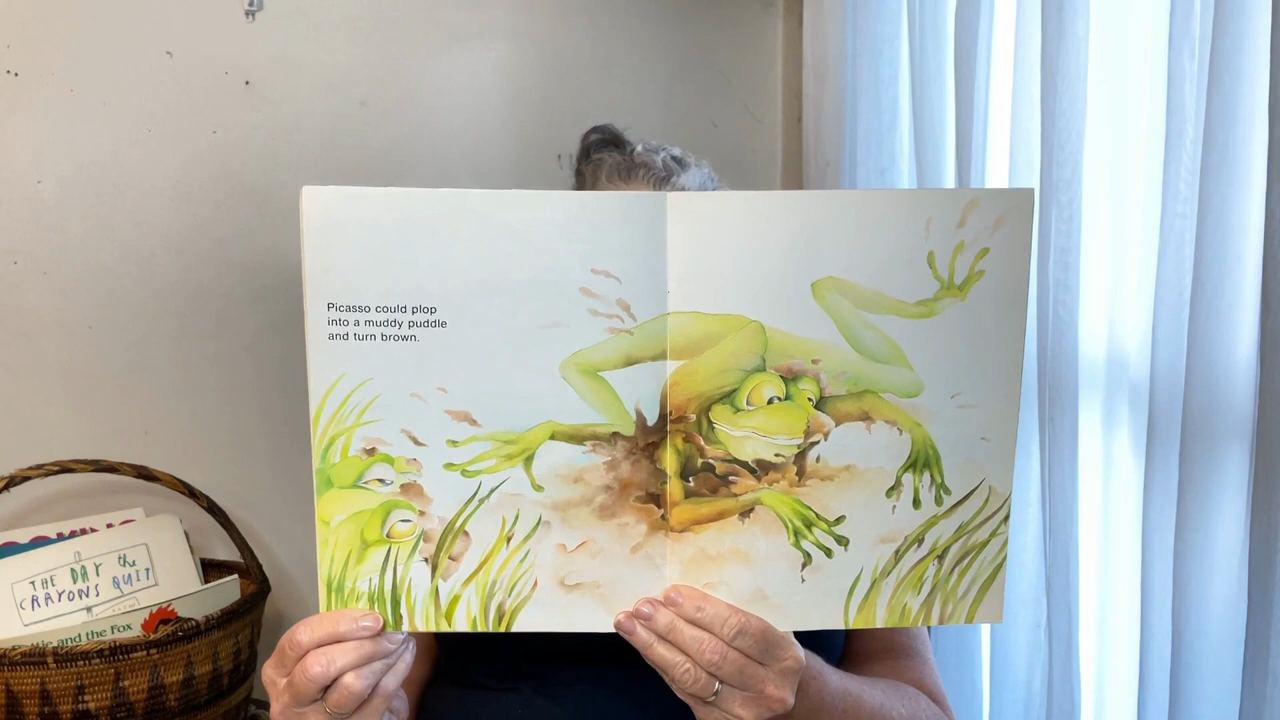 Picasso could plop
into a muddy puddle
and turn brown.
THE DAY the
CRAYONS QUIT
and the Fox